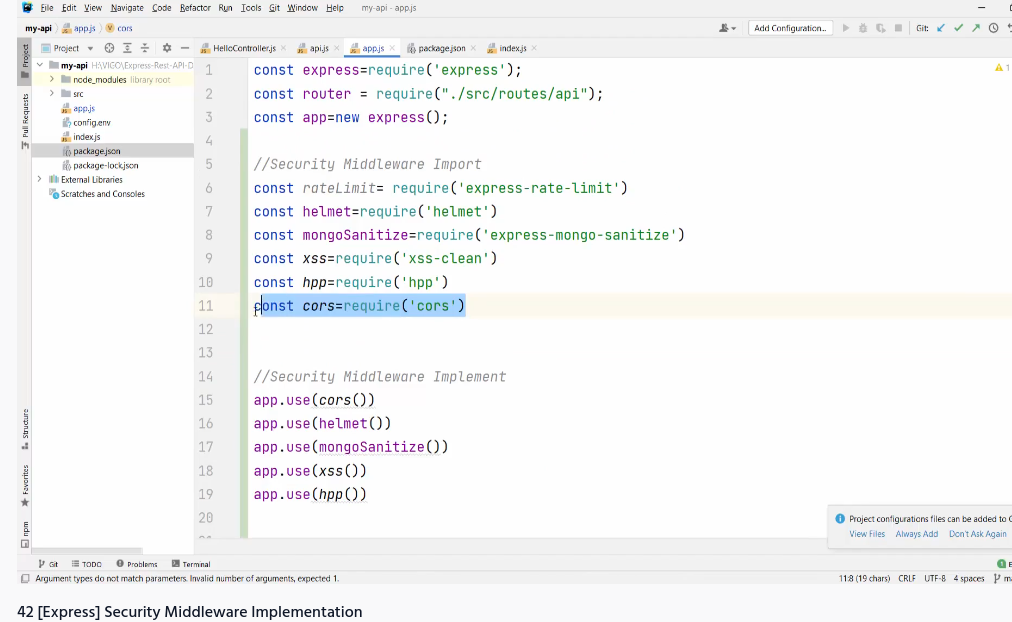 File Edit View Navigate Code Refactor Run Tools Git Window Help my-api - app.js
my-api app.js cors
Add Configuration... Git:
Project
HelloController.js api.js app.js package.json index.js
my-api H:\VIGO\Express-Rest-API-D
node_modules library root
src
app.js
config.env
index.js
package.json
package-lock.json
External Libraries
Scratches and Consoles
Project
Pull Requests
Structure
Favorites
npm
1 const express=require('express');
2 const router = require("./src/routes/api");
3 const app=new express();
4
5 //Security Middleware Import
6 const rateLimit= require('express-rate-limit')
7 const helmet=require('helmet')
8 const mongoSanitize=require('express-mongo-sanitize')
9 const xss=require('xss-clean')
10 const hpp=require('hpp')
11 const cors=require('cors')
12
13
14 //Security Middleware Implement
15 app.use(cors())
16 app.use(helmet())
17 app.use(mongoSanitize())
18 app.use(xss())
19 app.use(hpp())
20
1
Project configurations files can be added to
View Files Always Add Don't Ask Again
Git TODO Problems Terminal
1
Argument types do not match parameters. Invalid number of arguments, expected 1.
11:8 (19 chars) CRLF UTF-8 4 spaces
42 [Express] Security Middleware Implementation